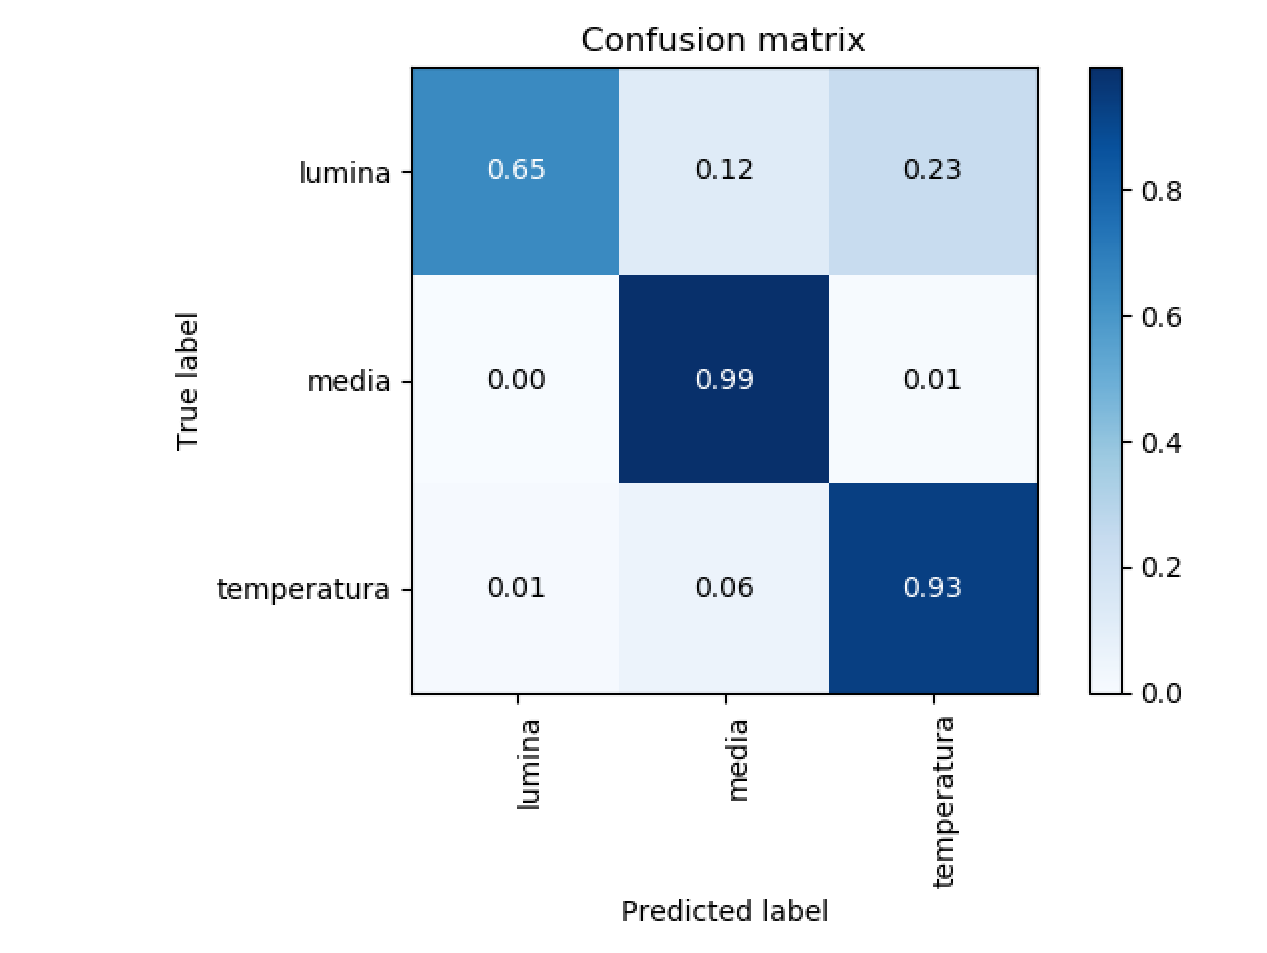 Confusion matrix
lumina 0.65 0.12 0.23
media 0.00 0.99 0.01
temperatura 0.01 0.06 0.93
True label
lumina media temperatura
Predicted label
0.8
0.6
0.4
0.2
0.0